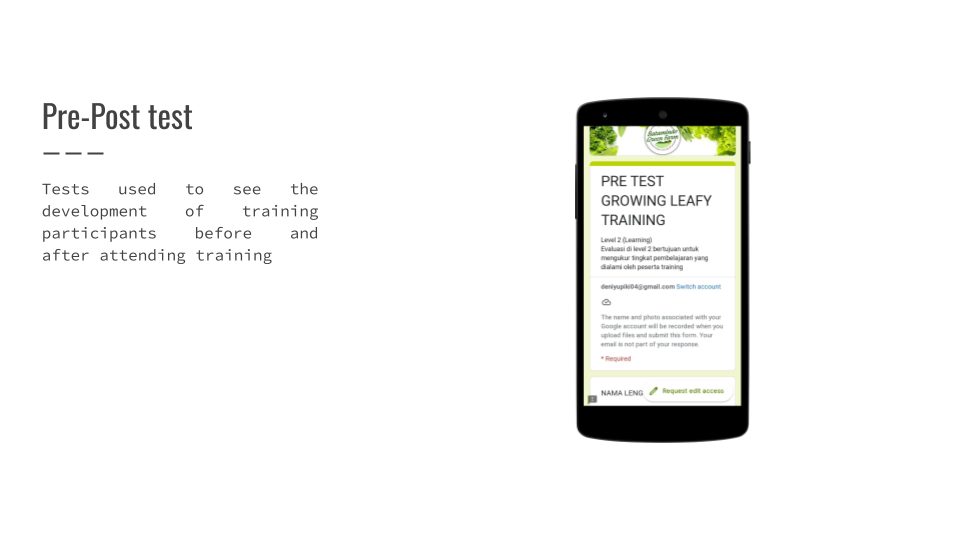 Pre-Post test
Tests used to see the
development of training
participants before and
after attending training
Batamindo
Green Farm
PRE TEST
GROWING LEAFY
TRAINING
Level 2 (Learning)
Evaluasi di level 2 bertujuan untuk
mengukur tingkat pembelajaran yang
dialami oleh peserta training
deniyupiki04@gmail.com Switch account
The name and photo associated with your
Google account will be recorded when you
upload files and submit this form. Your
email is not part of your response.
* Required
NAMA LENG
Request edit access